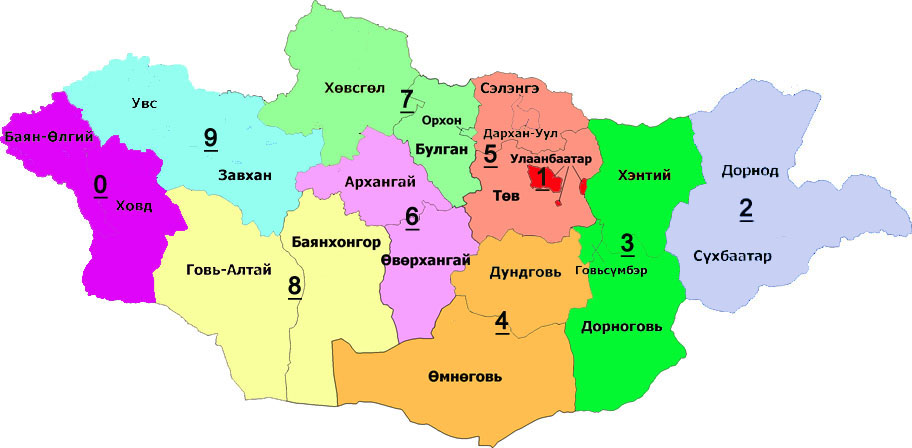 Хөвсгөл
7
Сэлэнгэ
Увс
Орхон
Дархан-Уул
Баян-Өлгий
9
Булган
5
Улаанбаатар
Завхан
Архангай
1
Хэнтий
Дорнод
0
Төв
Ховд
6
2
Баянхонгор
3
Өвөрхангай
Сүхбаатар
Говь-Алтай
Дундговь
Говьсүмбэр
8
4
Дорноговь
Өмнөговь